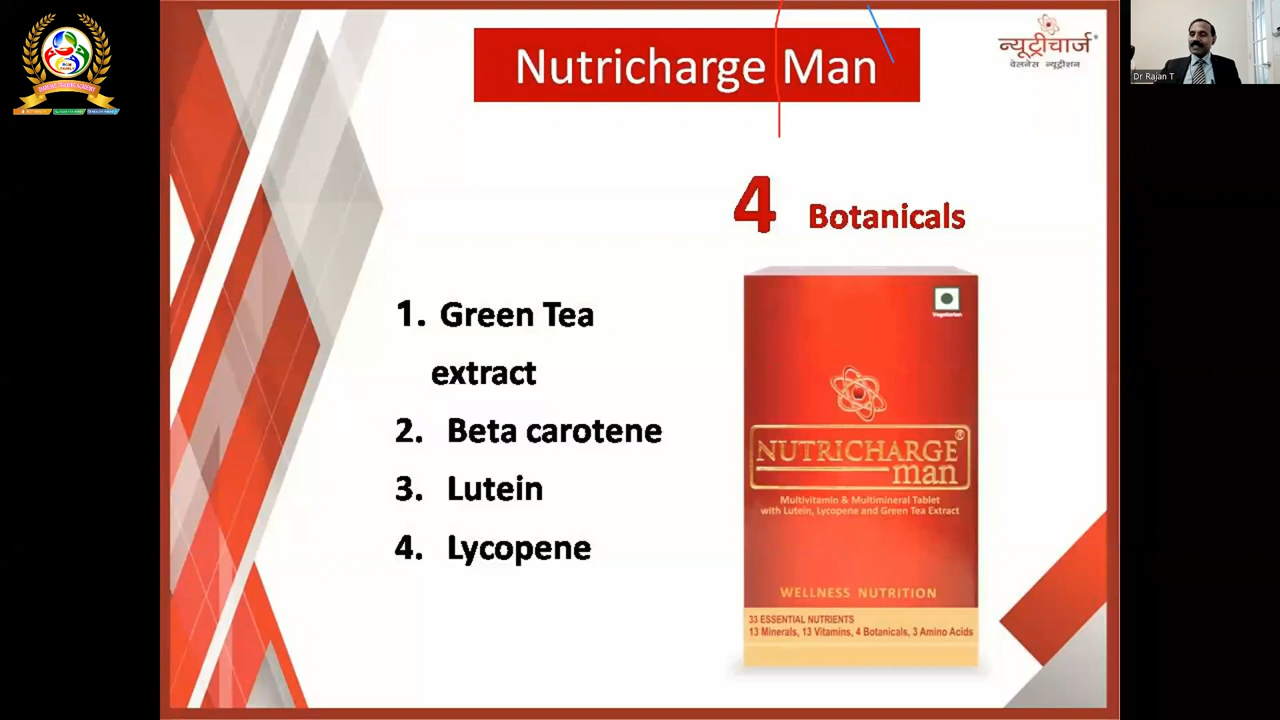 Nutricharge Man
न्यूट्रीचार्ज®
वेलनेस न्यूट्रीशन
Dr Rajan T
4 Botanicals
1. Green Tea
extract
2. Beta carotene
3. Lutein
4. Lycopene
Vegetarian
NUTRICHARGE®
man
Multivitamin & Multimineral Tablet
with Lutein, Lycopene and Green Tea Extract
WELLNESS NUTRITION
33 ESSENTIAL NUTRIENTS
13 Minerals, 13 Vitamins, 4 Botanicals, 3 Amino Acids